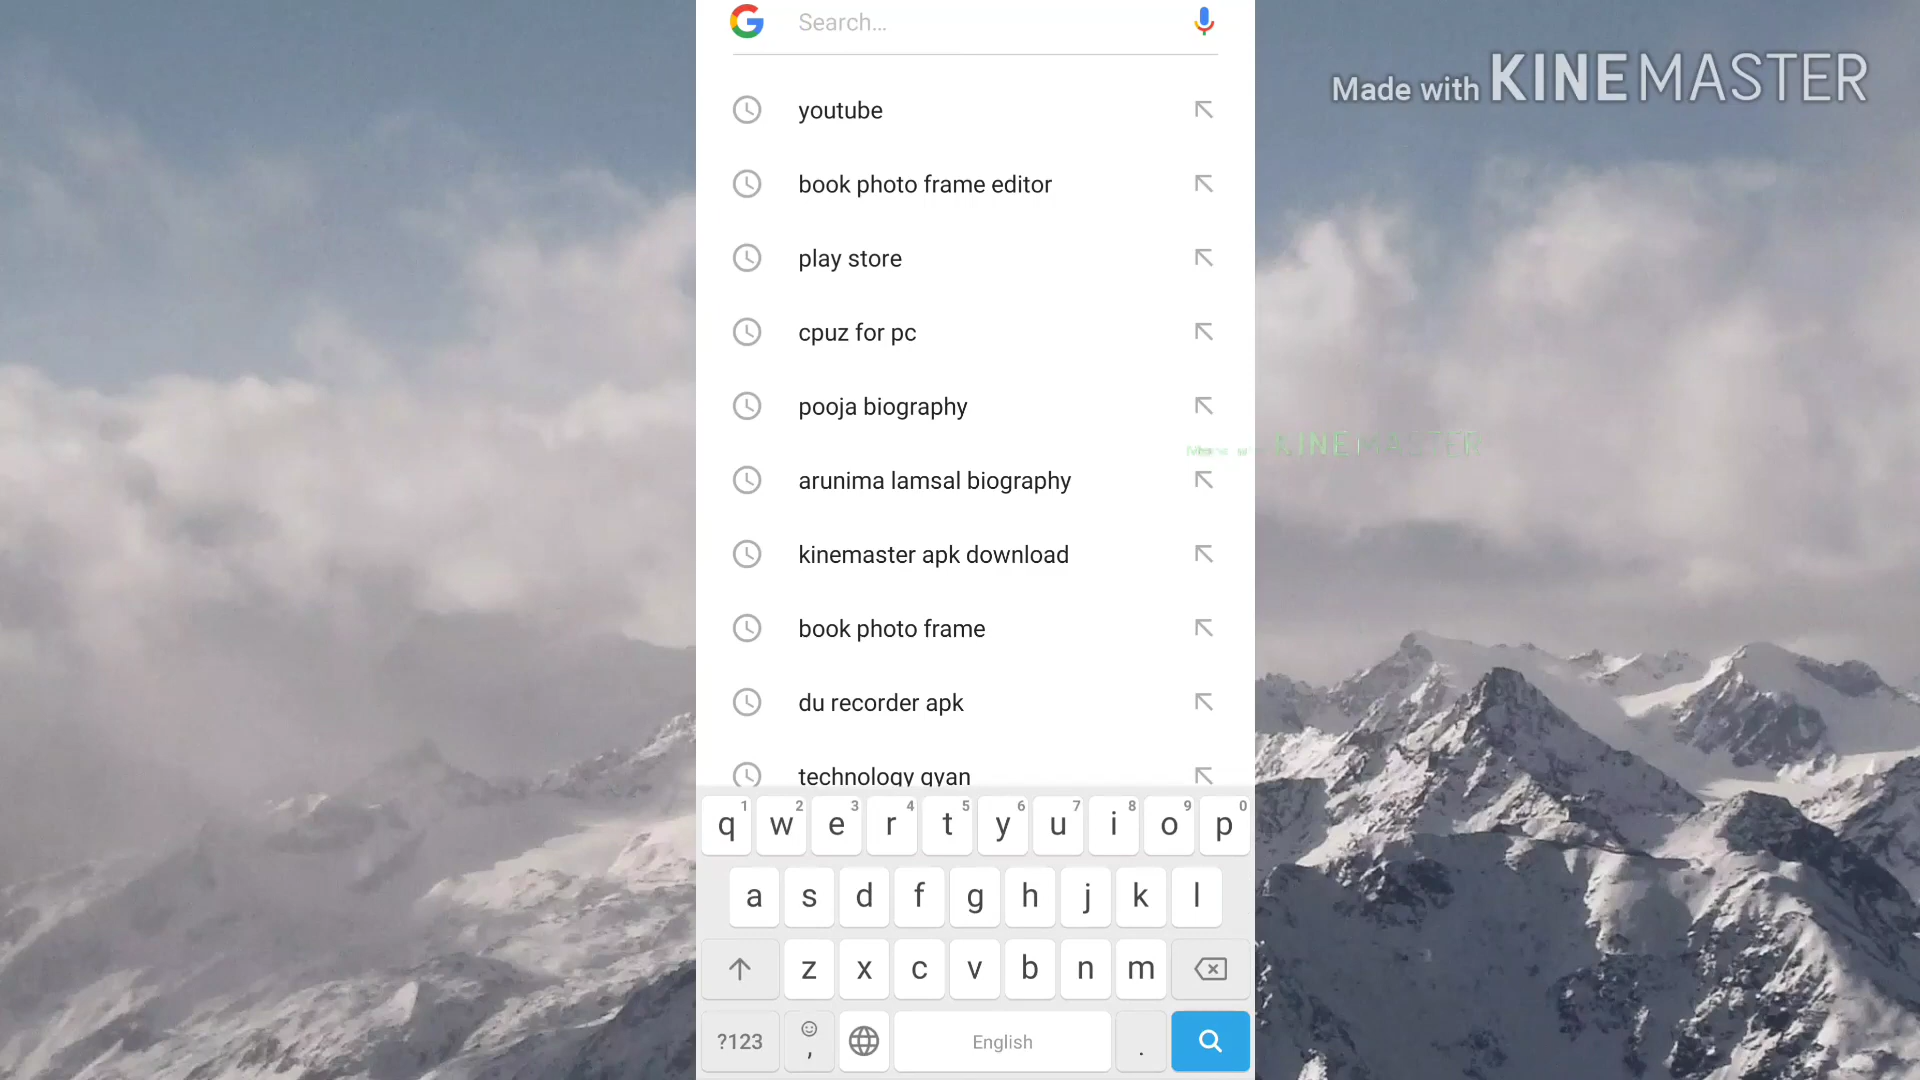 Search...
Made with KINEMASTER
youtube
book photo frame editor
play store
cpuz for pc
pooja biography
KINEMASTER
arunima lamsal biography
kinemaster apk download
book photo frame
du recorder apk
technology gyan
1 2 3 4 5 6 7 8 9 0
q w e r t y u i o p
a s d f g h j k l
z x c v b n m
?123 , English .